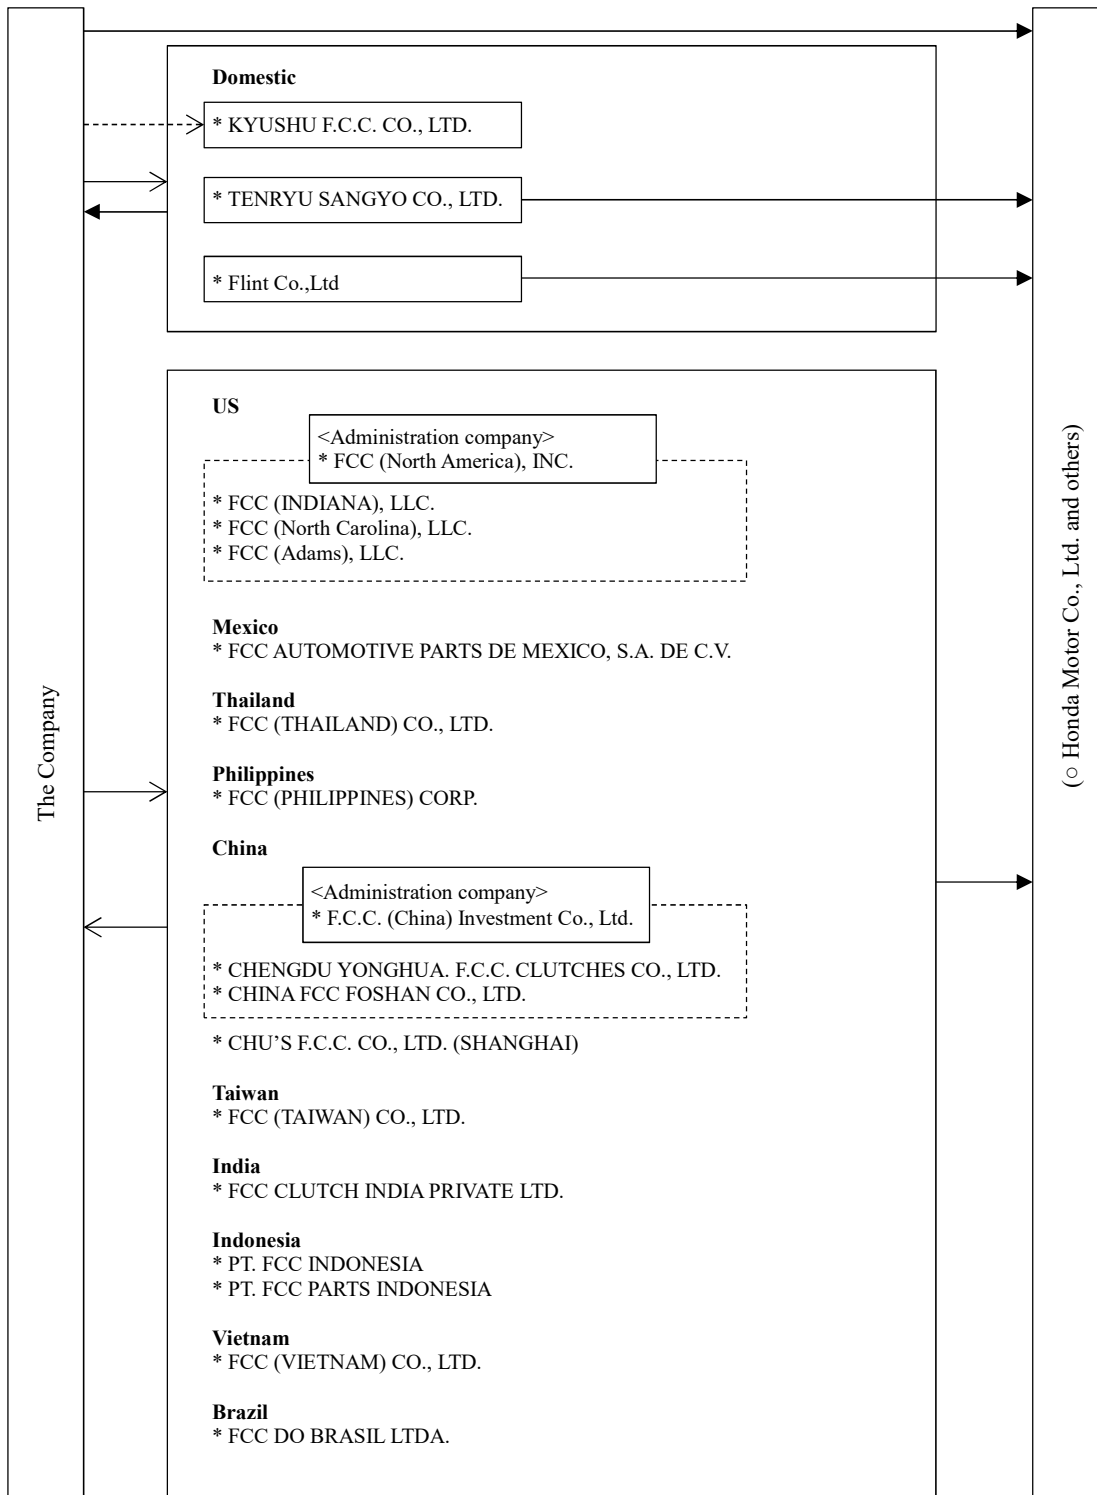 Domestic
* KYUSHU F.C.C. CO., LTD.
* TENRYU SANGYO CO., LTD.
* Flint Co.,Ltd
US
<Administration company>
* FCC (North America), INC.
* FCC (INDIANA), LLC.
* FCC (North Carolina), LLC.
* FCC (Adams), LLC.
Mexico
* FCC AUTOMOTIVE PARTS DE MEXICO, S.A. DE C.V.
Thailand
* FCC (THAILAND) CO., LTD.
Philippines
* FCC (PHILIPPINES) CORP.
China
<Administration company>
* F.C.C. (China) Investment Co., Ltd.
* CHENGDU YONGHUA. F.C.C. CLUTCHES CO., LTD.
* CHINA FCC FOSHAN CO., LTD.
* CHU’S F.C.C. CO., LTD. (SHANGHAI)
Taiwan
* FCC (TAIWAN) CO., LTD.
India
* FCC CLUTCH INDIA PRIVATE LTD.
Indonesia
* PT. FCC INDONESIA
* PT. FCC PARTS INDONESIA
Vietnam
* FCC (VIETNAM) CO., LTD.
Brazil
* FCC DO BRASIL LTDA.
The Company
(○ Honda Motor Co., Ltd. and others)